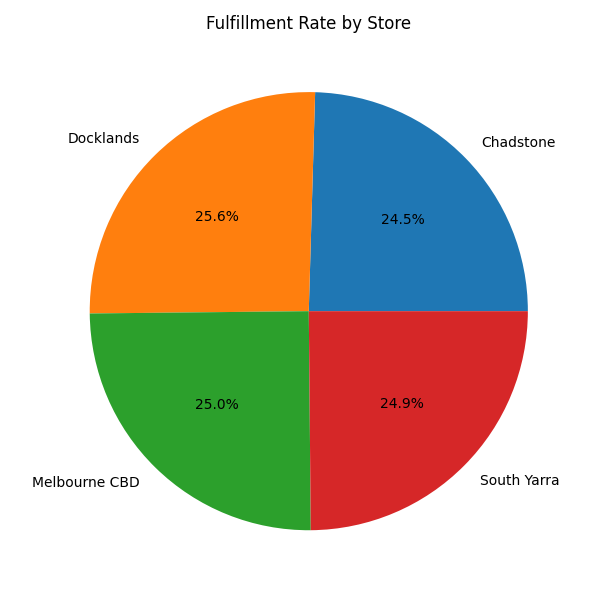 Fulfillment Rate by Store
Docklands
Chadstone
25.6%
24.5%
25.0%
24.9%
Melbourne CBD
South Yarra